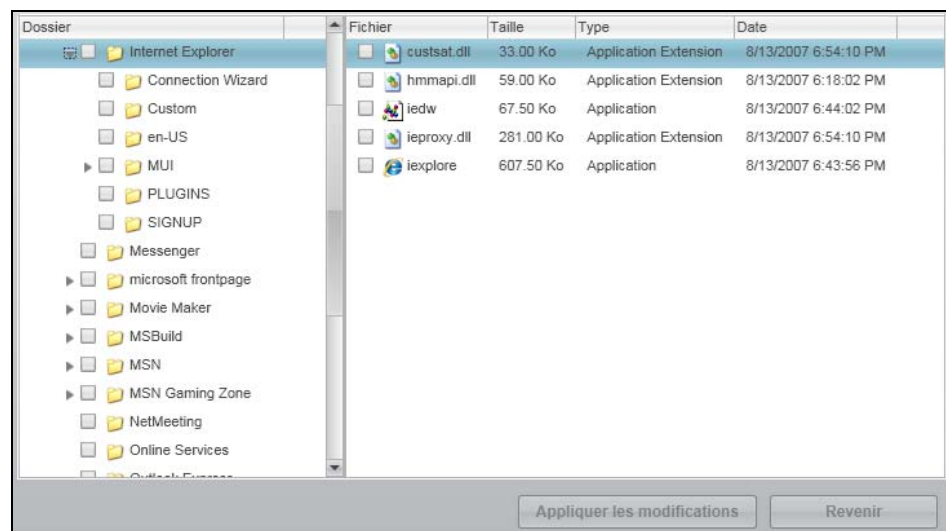 Dossier
Internet Explorer
Connection Wizard
Custom
en-US
MUI
PLUGINS
SIGNUP
Messenger
microsoft frontpage
Movie Maker
MSBuild
MSN
MSN Gaming Zone
NetMeeting
Online Services
Outlook Express
Fichier Taille Type Date
custsat.dll 33.00 Ko Application Extension 8/13/2007 6:54:10 PM
hmmapi.dll 59.00 Ko Application Extension 8/13/2007 6:18:02 PM
iedw 67.50 Ko Application 8/13/2007 6:44:02 PM
ieproxy.dll 281.00 Ko Application Extension 8/13/2007 6:54:10 PM
iexplore 607.50 Ko Application 8/13/2007 6:43:56 PM
Appliquer les modifications
Revenir